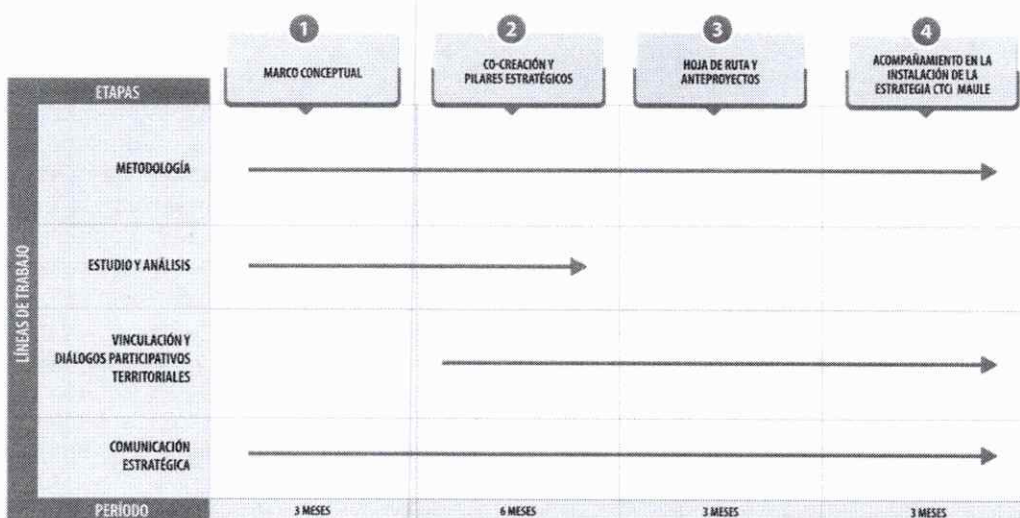 1
2
3
4
MARCO CONCEPTUAL
CO-CREACIÓN Y
PILARES ESTRATÉGICOS
HOJA DE RUTA Y
ANTEPROYECTOS
ACOMPAÑAMIENTO EN LA
INSTALACIÓN DE LA
ESTRATEGIA CTCi MAULE
ETAPAS
LÍNEAS DE TRABAJO
METODOLOGÍA
ESTUDIO Y ANÁLISIS
VINCULACIÓN Y
DIÁLOGOS PARTICIPATIVOS
TERRITORIALES
COMUNICACIÓN
ESTRATÉGICA
PERÍODO
3 MESES
6 MESES
3 MESES
3 MESES